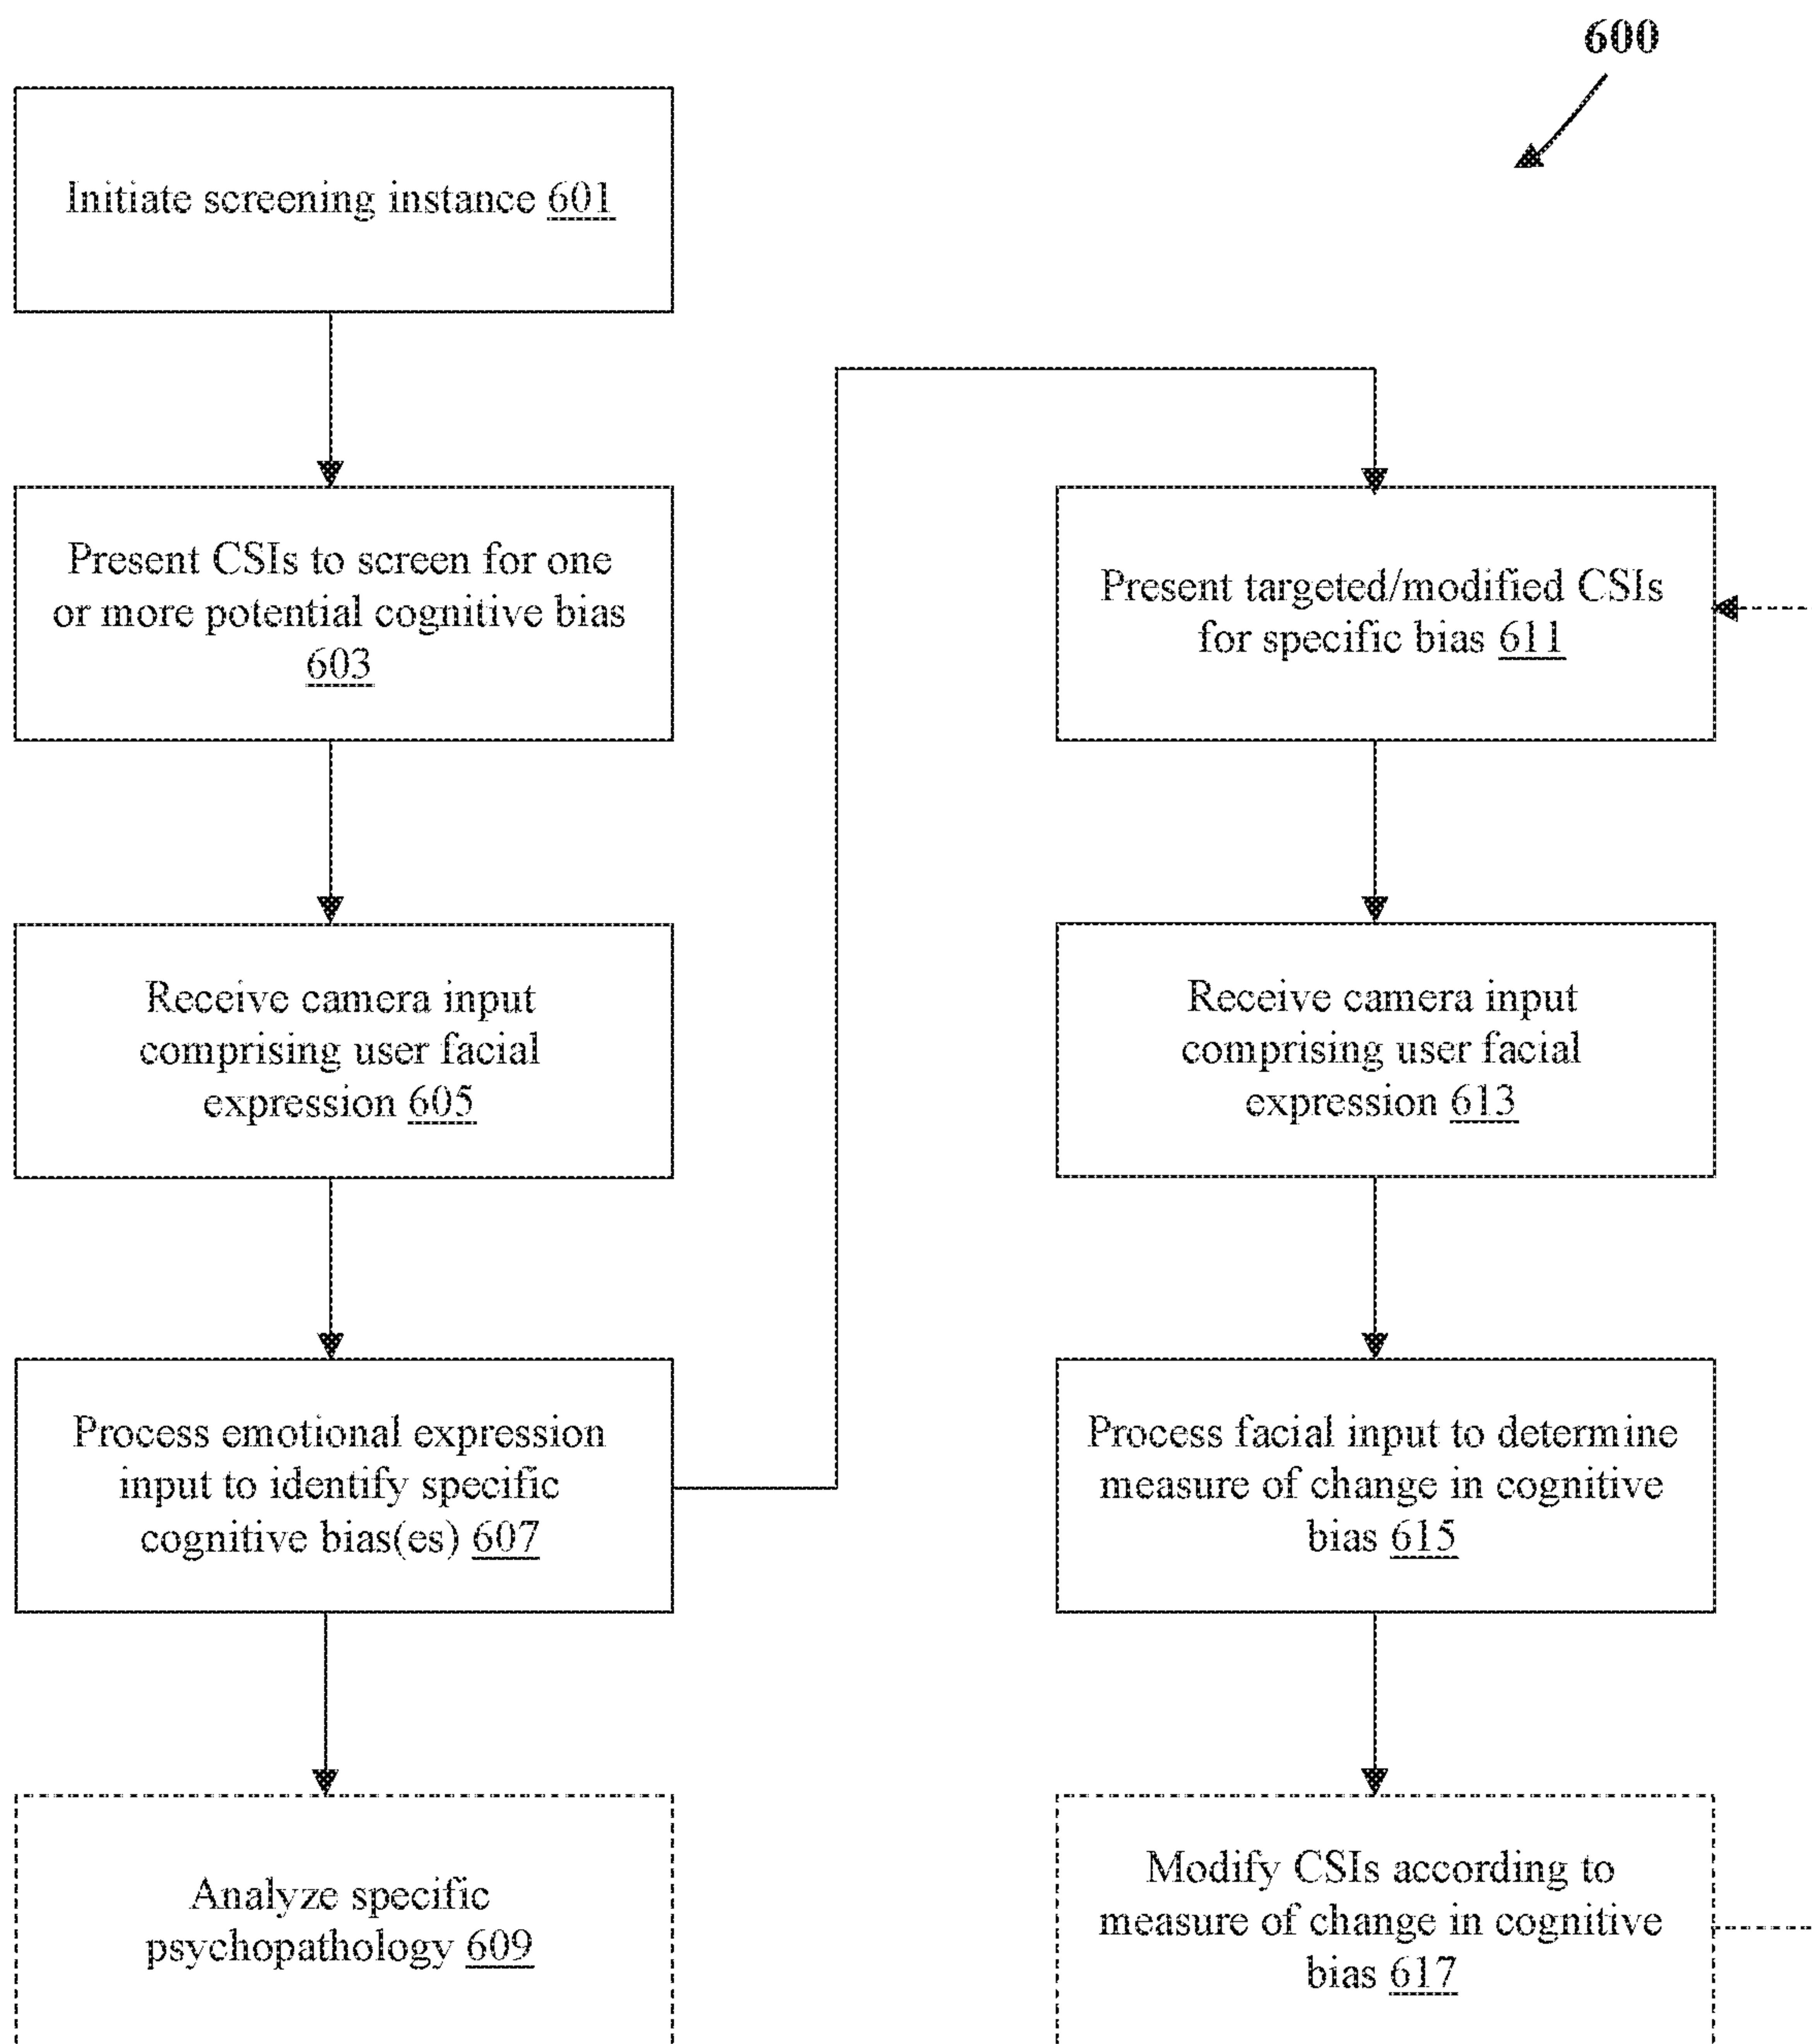 600
Initiate screening instance 601
Present CSIs to screen for one
or more potential cognitive bias
603
Receive camera input
comprising user facial
expression 605
Process emotional expression
input to identify specific
cognitive bias(es) 607
Analyze specific
psychopathology 609
Present targeted/modified CSIs
for specific bias 611
Receive camera input
comprising user facial
expression 613
Process facial input to determine
measure of change in cognitive
bias 615
Modify CSIs according to
measure of change in cognitive
bias 617